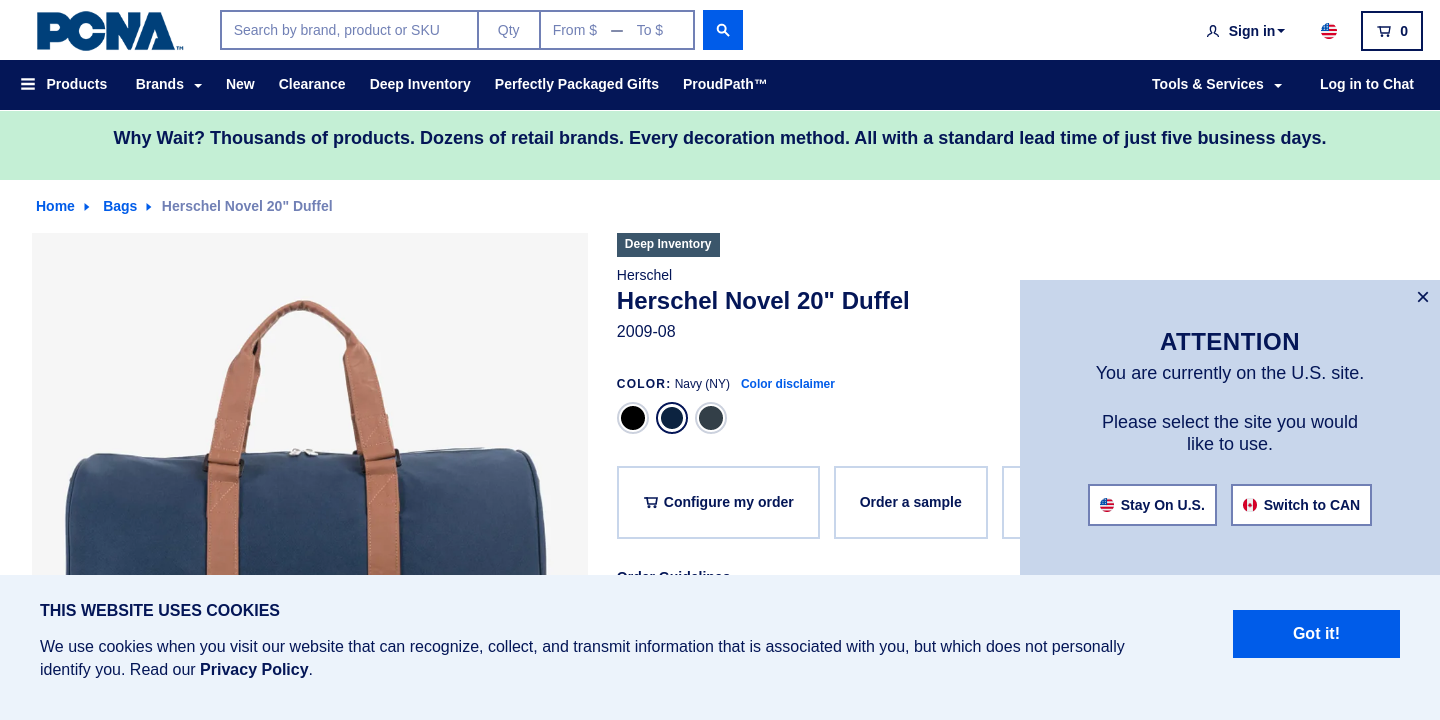 PCNA™
Search by brand, product or SKU
Qty
From $ — To $
Sign in
0
Products
Brands
New
Clearance
Deep Inventory
Perfectly Packaged Gifts
ProudPath™
Tools & Services
Log in to Chat
Why Wait? Thousands of products. Dozens of retail brands. Every decoration method. All with a standard lead time of just five business days.
Home
Bags
Herschel Novel 20" Duffel
Deep Inventory
Herschel
Herschel Novel 20" Duffel
2009-08
COLOR: Navy (NY) Color disclaimer
Configure my order
Order a sample
Order Guidelines
×
ATTENTION
You are currently on the U.S. site.
Please select the site you would
like to use.
Stay On U.S.
Switch to CAN
THIS WEBSITE USES COOKIES
We use cookies when you visit our website that can recognize, collect, and transmit information that is associated with you, but which does not personally
identify you. Read our Privacy Policy.
Got it!